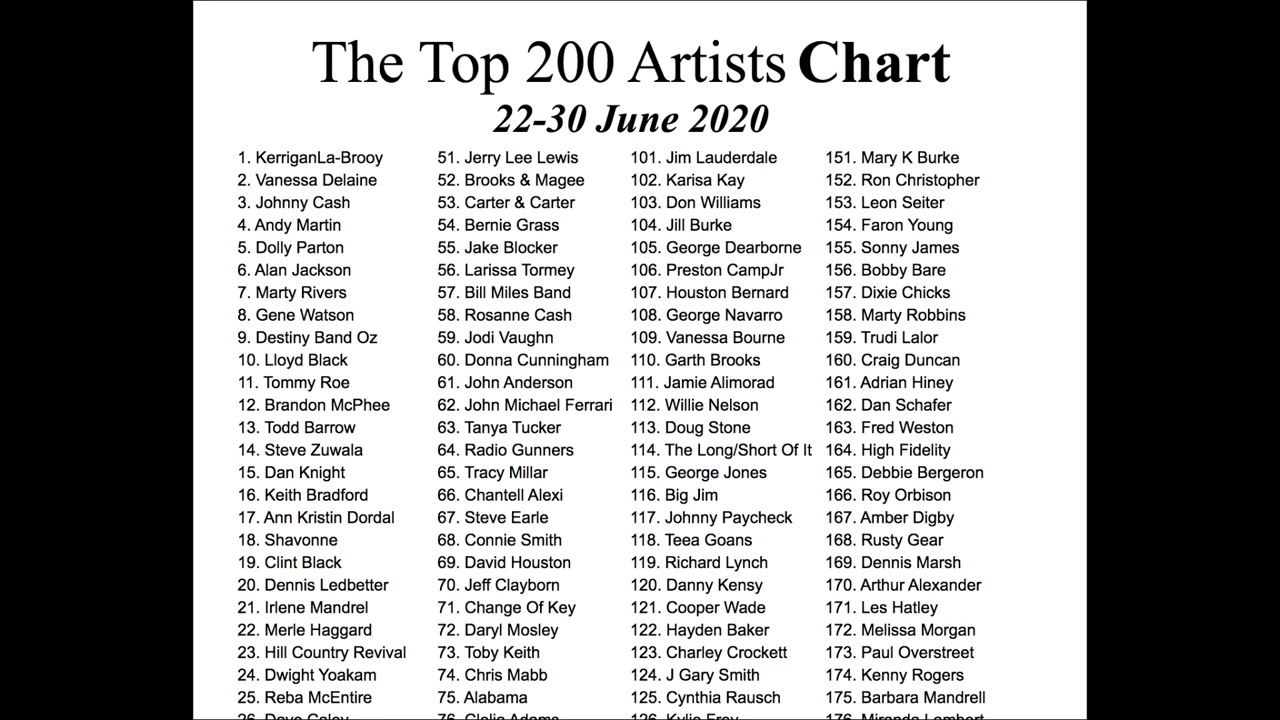 The Top 200 Artists Chart
22-30 June 2020
1. KerriganLa-Brooy
2. Vanessa Delaine
3. Johnny Cash
4. Andy Martin
5. Dolly Parton
6. Alan Jackson
7. Marty Rivers
8. Gene Watson
9. Destiny Band Oz
10. Lloyd Black
11. Tommy Roe
12. Brandon McPhee
13. Todd Barrow
14. Steve Zuwala
15. Dan Knight
16. Keith Bradford
17. Ann Kristin Dordal
18. Shavonne
19. Clint Black
20. Dennis Ledbetter
21. Irlene Mandrel
22. Merle Haggard
23. Hill Country Revival
24. Dwight Yoakam
25. Reba McEntire
51. Jerry Lee Lewis
52. Brooks & Magee
53. Carter & Carter
54. Bernie Grass
55. Jake Blocker
56. Larissa Tormey
57. Bill Miles Band
58. Rosanne Cash
59. Jodi Vaughn
60. Donna Cunningham
61. John Anderson
62. John Michael Ferrari
63. Tanya Tucker
64. Radio Gunners
65. Tracy Millar
66. Chantell Alexi
67. Steve Earle
68. Connie Smith
69. David Houston
70. Jeff Clayborn
71. Change Of Key
72. Daryl Mosley
73. Toby Keith
74. Chris Mabb
75. Alabama
101. Jim Lauderdale
102. Karisa Kay
103. Don Williams
104. Jill Burke
105. George Dearborne
106. Preston CampJr
107. Houston Bernard
108. George Navarro
109. Vanessa Bourne
110. Garth Brooks
111. Jamie Alimorad
112. Willie Nelson
113. Doug Stone
114. The Long/Short Of It
115. George Jones
116. Big Jim
117. Johnny Paycheck
118. Teea Goans
119. Richard Lynch
120. Danny Kensy
121. Cooper Wade
122. Hayden Baker
123. Charley Crockett
124. J Gary Smith
125. Cynthia Rausch
151. Mary K Burke
152. Ron Christopher
153. Leon Seiter
154. Faron Young
155. Sonny James
156. Bobby Bare
157. Dixie Chicks
158. Marty Robbins
159. Trudi Lalor
160. Craig Duncan
161. Adrian Hiney
162. Dan Schafer
163. Fred Weston
164. High Fidelity
165. Debbie Bergeron
166. Roy Orbison
167. Amber Digby
168. Rusty Gear
169. Dennis Marsh
170. Arthur Alexander
171. Les Hatley
172. Melissa Morgan
173. Paul Overstreet
174. Kenny Rogers
175. Barbara Mandrell